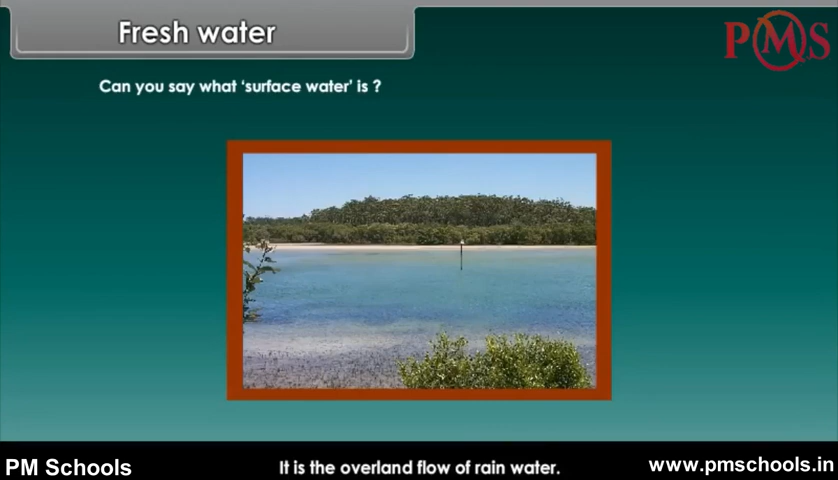 Fresh water
PMS
Can you say what ‘surface water’ is ?
It is the overland flow of rain water.
PM Schools
www.pmschools.in